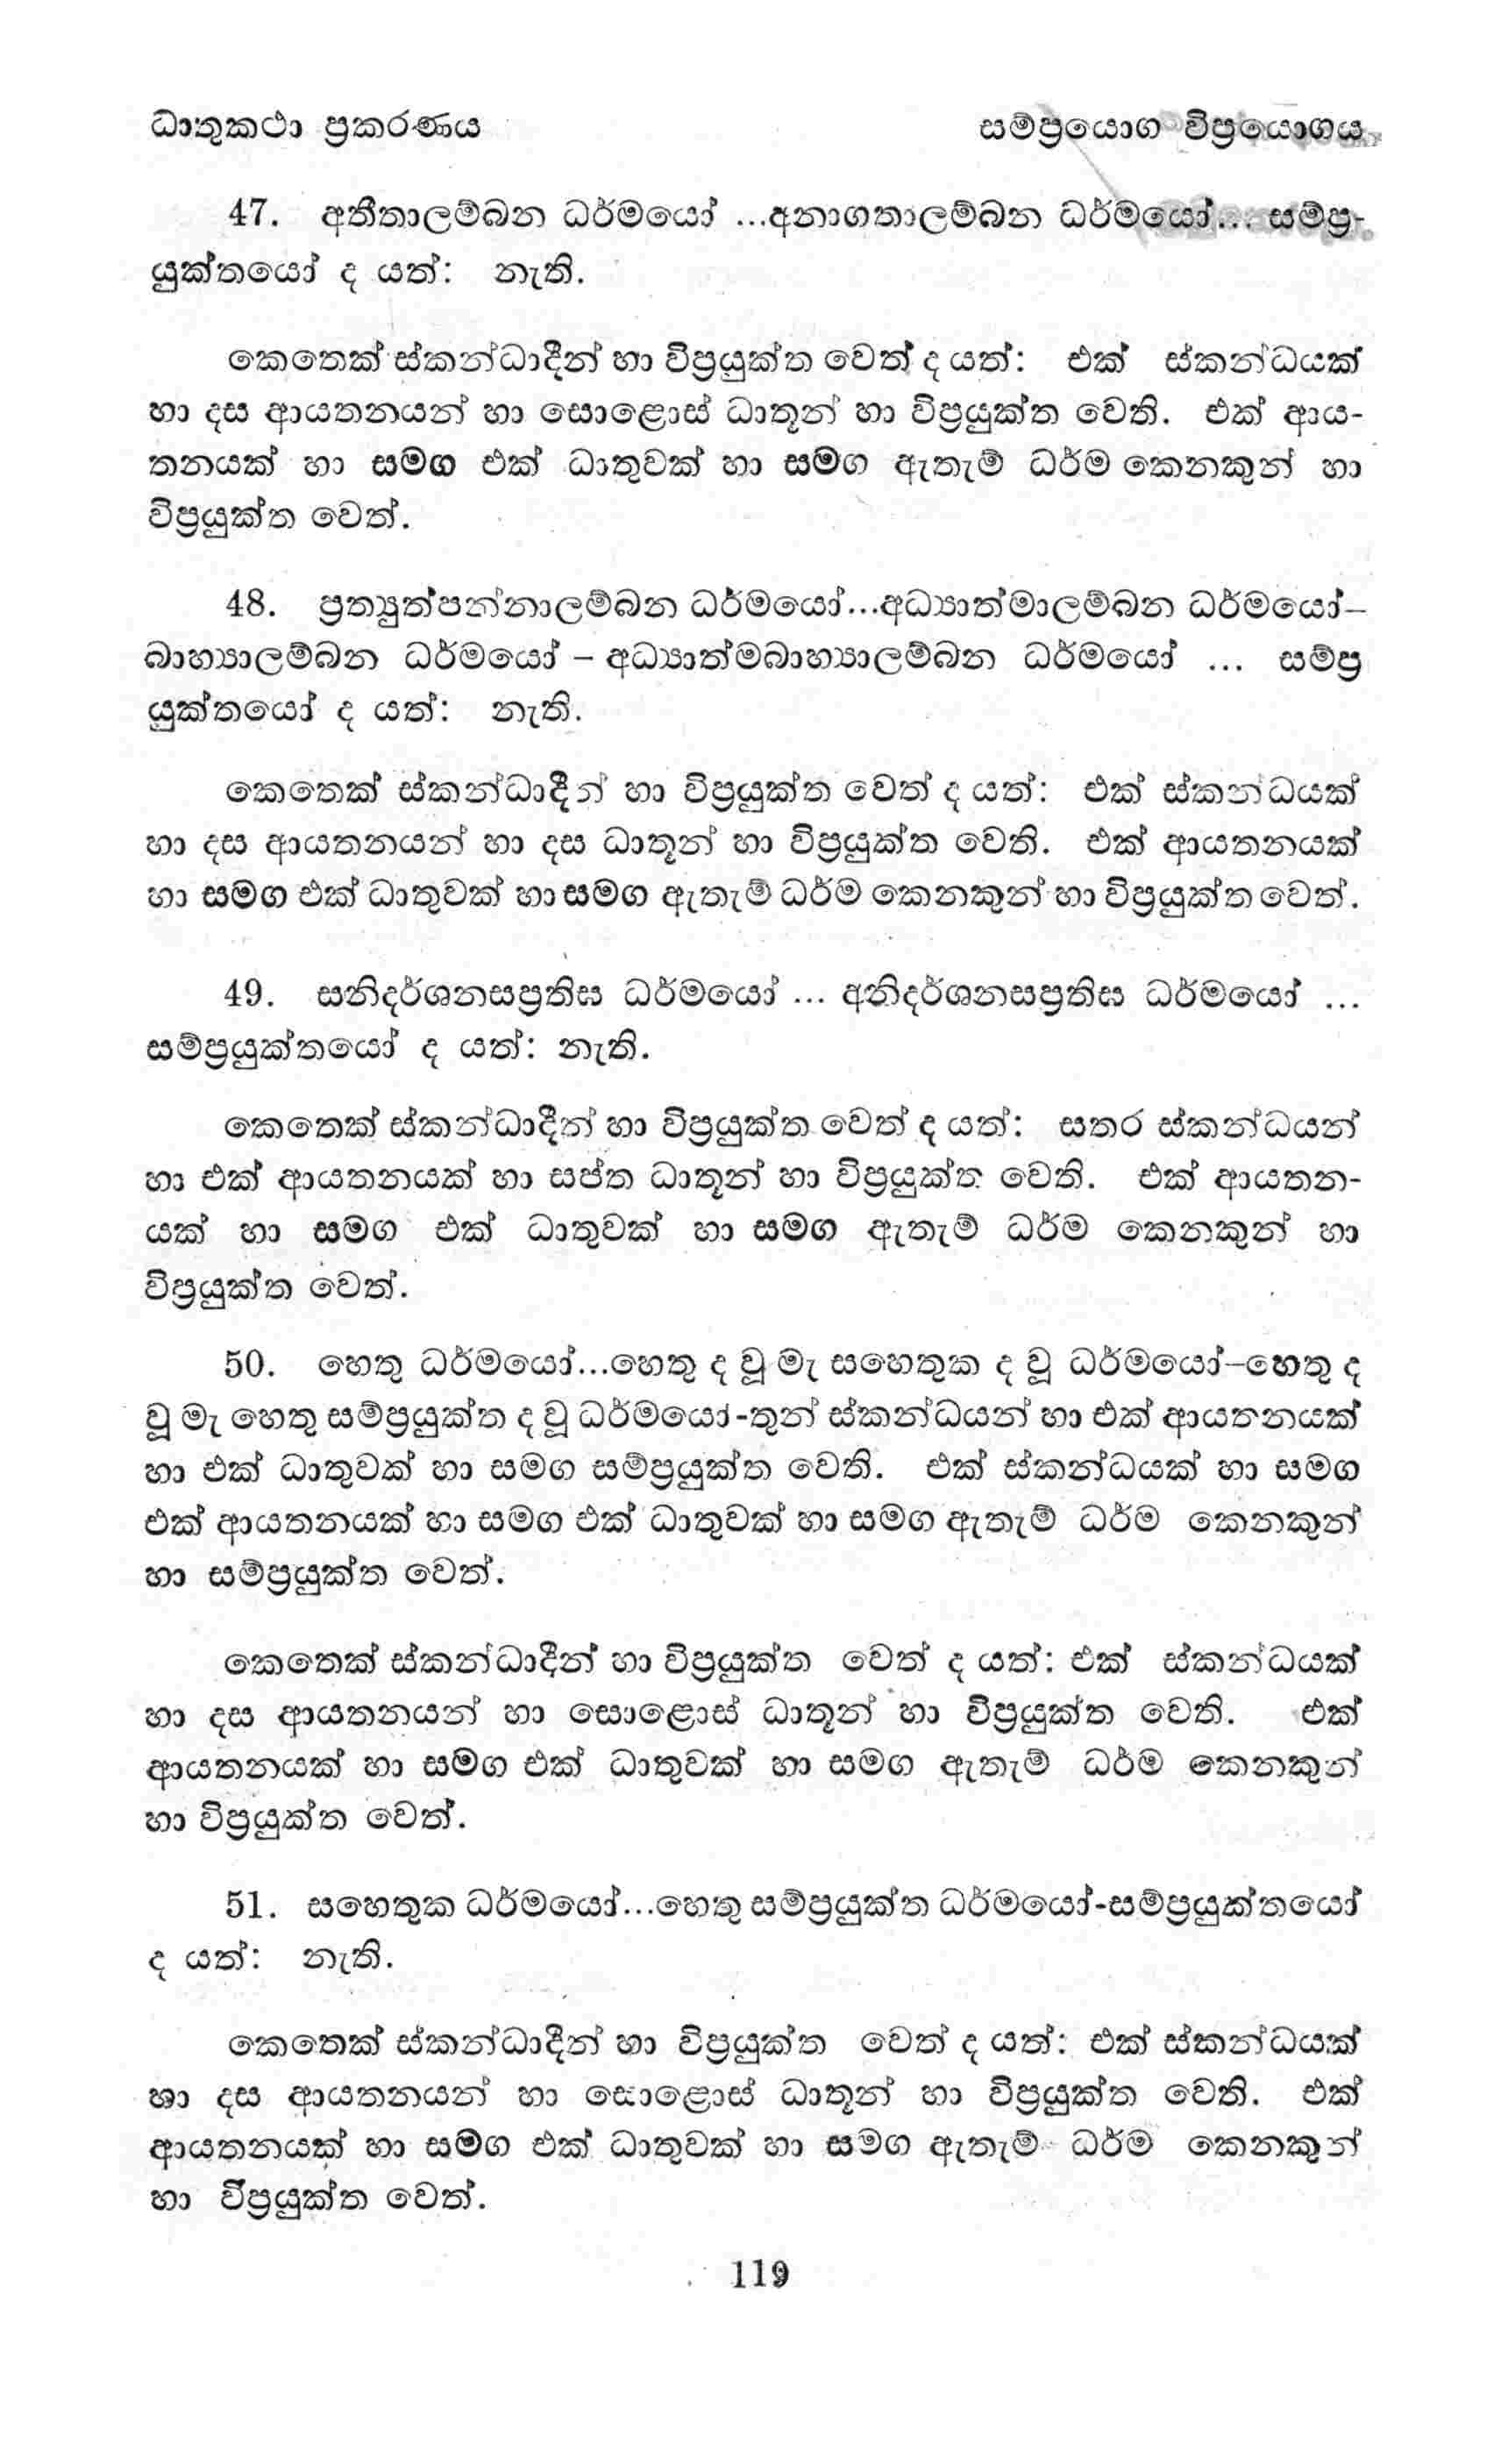 ධාතුකථා ප්‍රකරණය සම්ප්‍රයොග විප්‍රයොගය
47. අතීතාලම්බන ධර්මයෝ ...අනාගතාලම්බන ධර්මයෝ... සම්ප්‍ර-
යුක්තයෝ ද යත්: නැති.
කෙතෙක් ස්කන්ධාදීන් හා විප්‍රයුක්ත වෙත් ද යත්: එක් ස්කන්ධයක්
හා දස ආයතනයන් හා සොළොස් ධාතූන් හා විප්‍රයුක්ත වෙති. එක් ආය-
තනයක් හා සමග එක් ධාතුවක් හා සමග ඇතැම් ධර්ම කෙනකුන් හා
විප්‍රයුක්ත වෙත්.
48. ප්‍රත්‍යුත්පන්නාලම්බන ධර්මයෝ...අධ්‍යාත්මාලම්බන ධර්මයෝ–
බාහ්‍යාලම්බන ධර්මයෝ – අධ්‍යාත්මබාහ්‍යාලම්බන ධර්මයෝ ... සම්ප්‍ර
යුක්තයෝ ද යත්: නැති.
කෙතෙක් ස්කන්ධාදීන් හා විප්‍රයුක්ත වෙත් ද යත්: එක් ස්කන්ධයක්
හා දස ආයතනයන් හා දස ධාතූන් හා විප්‍රයුක්ත වෙති. එක් ආයතනයක්
හා සමග එක් ධාතුවක් හා සමග ඇතැම් ධර්ම කෙනකුන් හා විප්‍රයුක්ත වෙත්.
49. සනිදර්ශනසප්‍රතිඝ ධර්මයෝ ... අනිදර්ශනසප්‍රතිඝ ධර්මයෝ ...
සම්ප්‍රයුක්තයෝ ද යත්: නැති.
කෙතෙක් ස්කන්ධාදීන් හා විප්‍රයුක්ත වෙත් ද යත්: සතර ස්කන්ධයන්
හා එක් ආයතනයක් හා සප්ත ධාතූන් හා විප්‍රයුක්ත වෙති. එක් ආයතන-
යක් හා සමග එක් ධාතුවක් හා සමග ඇතැම් ධර්ම කෙනකුන් හා
විප්‍රයුක්ත වෙත්.
50. හෙතු ධර්මයෝ...හෙතු ද වූ මැ සහෙතුක ද වූ ධර්මයෝ–හෙතු ද
වූ මැ හෙතු සම්ප්‍රයුක්ත ද වූ ධර්මයෝ-තුන් ස්කන්ධයන් හා එක් ආයතනයක්
හා එක් ධාතුවක් හා සමග සම්ප්‍රයුක්ත වෙති. එක් ස්කන්ධයක් හා සමග
එක් ආයතනයක් හා සමග එක් ධාතුවක් හා සමග ඇතැම් ධර්ම කෙනකුන්
හා සම්ප්‍රයුක්ත වෙත්.
කෙතෙක් ස්කන්ධාදීන් හා විප්‍රයුක්ත වෙත් ද යත්: එක් ස්කන්ධයක්
හා දස ආයතනයන් හා සොළොස් ධාතූන් හා විප්‍රයුක්ත වෙති. එක්
ආයතනයක් හා සමග එක් ධාතුවක් හා සමග ඇතැම් ධර්ම කෙනකුන්
හා විප්‍රයුක්ත වෙත්.
51. සහෙතුක ධර්මයෝ...හෙතු සම්ප්‍රයුක්ත ධර්මයෝ-සම්ප්‍රයුක්තයෝ
ද යත්: නැති.
කෙතෙක් ස්කන්ධාදීන් හා විප්‍රයුක්ත වෙත් ද යත්: එක් ස්කන්ධයක්
හා දස ආයතනයන් හා සොළොස් ධාතූන් හා විප්‍රයුක්ත වෙති. එක්
ආයතනයක් හා සමග එක් ධාතුවක් හා සමග ඇතැම් ධර්ම කෙනකුන්
හා විප්‍රයුක්ත වෙත්.
119